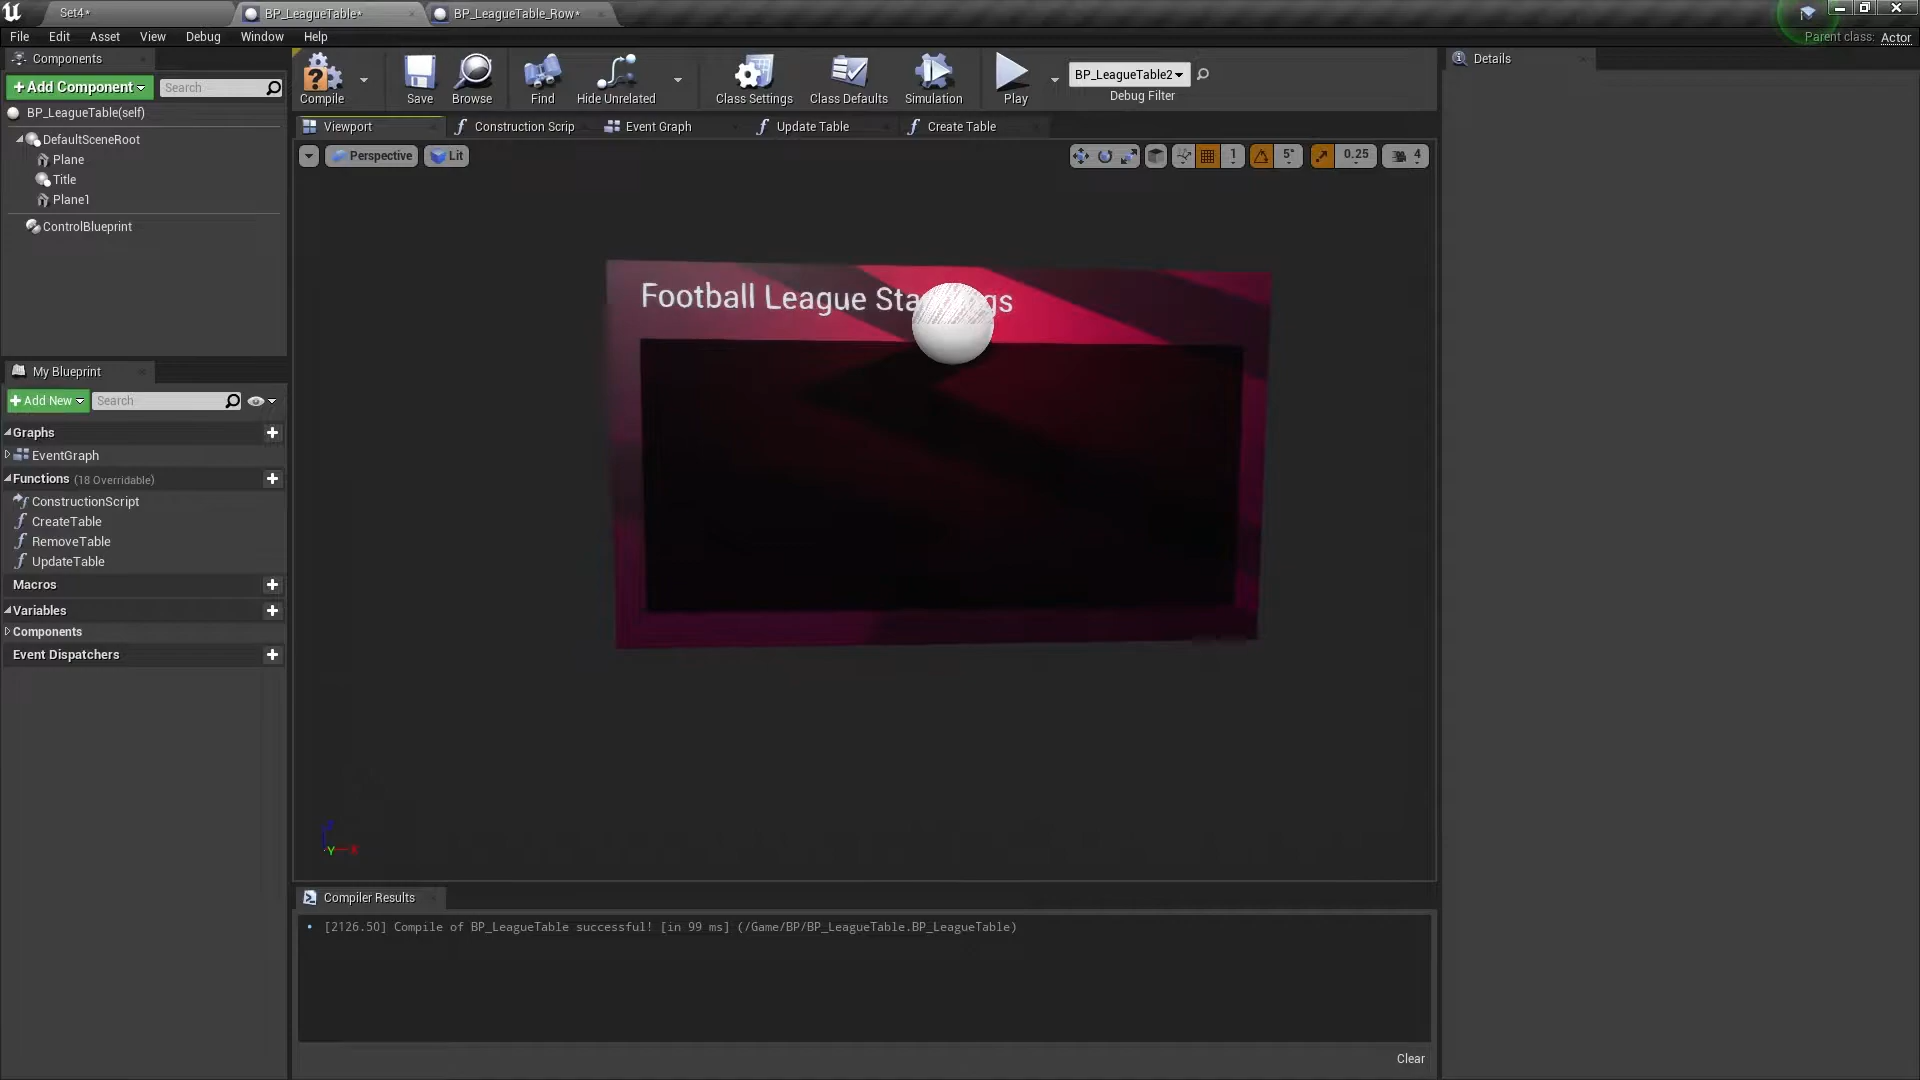 Set4*
BP_LeagueTable*
BP_LeagueTable_Row*
File
Edit
Asset
View
Debug
Window
Help
Parent class: Actor
Components
+Add Component
Search
BP_LeagueTable(self)
DefaultSceneRoot
Plane
Title
Plane1
ControlBlueprint
My Blueprint
+Add New
Search
Graphs
EventGraph
Functions (18 Overridable)
ConstructionScript
CreateTable
RemoveTable
UpdateTable
Macros
Variables
Components
Event Dispatchers
Compile
Save
Browse
Find
Hide Unrelated
Class Settings
Class Defaults
Simulation
Play
BP_LeagueTable2
Debug Filter
Viewport
Construction Scrip
Event Graph
Update Table
Create Table
Perspective
Lit
1
5°
0.25
4
Football League Sta gs
Y
X
Compiler Results
[2126.50] Compile of BP_LeagueTable successful! [in 99 ms] (/Game/BP/BP_LeagueTable.BP_LeagueTable)
Clear
Details